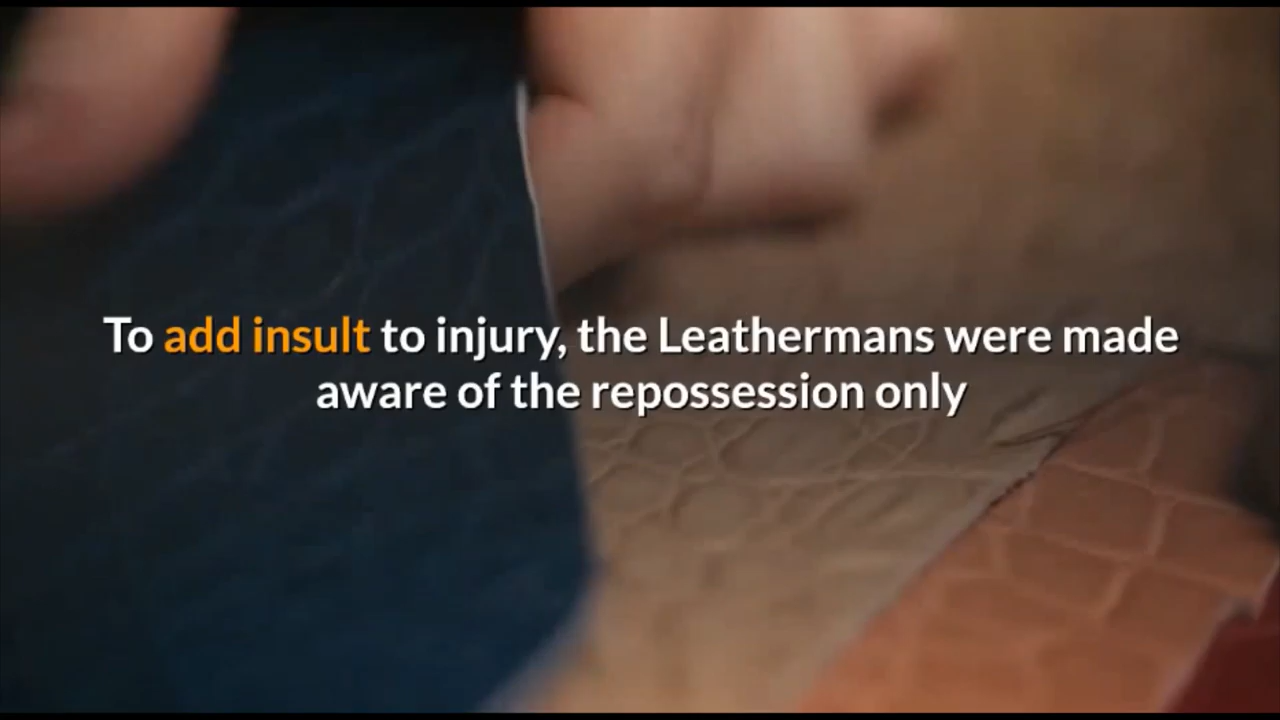 To add insult to injury, the Leathermans were made
aware of the repossession only